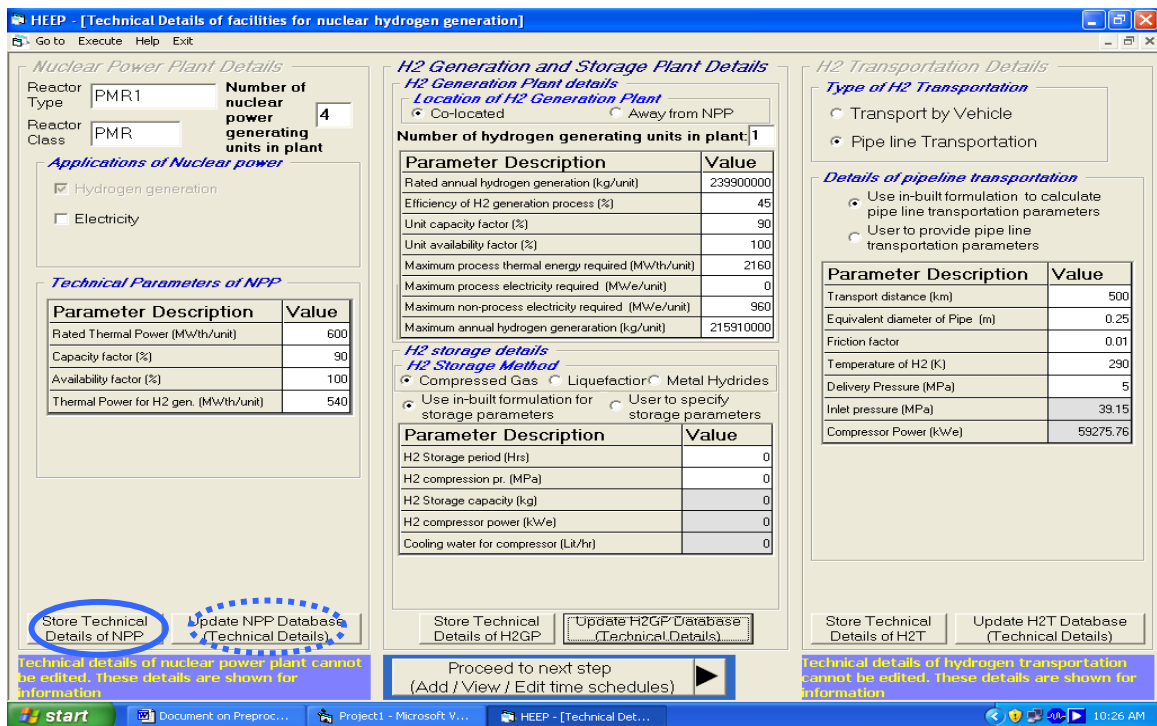 HEEP - [Technical Details of facilities for nuclear hydrogen generation]
Go to Execute Help Exit
Nuclear Power Plant Details
Reactor Type PMR1
Reactor Class PMR
Number of nuclear power generating units in plant 4
Applications of Nuclear power
Hydrogen generation
Electricity
Technical Parameters of NPP
Parameter Description Value
Rated Thermal Power (MWth/unit) 600
Capacity factor (%) 90
Availability factor (%) 100
Thermal Power for H2 gen. (MWth/unit) 540
Store Technical
Details of NPP
Update NPP Database
(Technical Details)
Technical details of nuclear power plant cannot
be edited. These details are shown for
information
H2 Generation and Storage Plant Details
H2 Generation Plant details
Location of H2 Generation Plant
Co-located Away from NPP
Number of hydrogen generating units in plant: 1
Parameter Description Value
Rated annual hydrogen generation (kg/unit) 239900000
Efficiency of H2 generation process (%) 45
Unit capacity factor (%) 90
Unit availability factor (%) 100
Maximum process thermal energy required (MWth/unit) 2160
Maximum process electricity required (MWe/unit) 0
Maximum non-process electricity required (MWe/unit) 960
Maximum annual hydrogen generaration (kg/unit) 215910000
H2 storage details
H2 Storage Method
Compressed Gas Liquefactior Metal Hydrides
Use in-built formulation for
storage parameters
User to specify
storage parameters
Parameter Description Value
H2 Storage period (Hrs) 0
H2 compression pr. (MPa) 0
H2 Storage capacity (kg) 0
H2 compressor power (kWe) 0
Cooling water for compressor (Lit/hr) 0
Store Technical
Details of H2GP
Update H2GP Database
(Technical Details)
Proceed to next step
(Add / View / Edit time schedules)
H2 Transportation Details
Type of H2 Transportation
Transport by Vehicle
Pipe line Transportation
Details of pipeline transportation
Use in-built formulation to calculate
pipe line transportation parameters
User to provide pipe line
transportation parameters
Parameter Description Value
Transport distance (km) 500
Equivalent diameter of Pipe (m) 0.25
Friction factor 0.01
Temperature of H2 (K) 290
Delivery Pressure (MPa) 5
Inlet pressure (MPa) 39.15
Compressor Power (kWe) 59275.76
Store Technical
Details of H2T
Update H2T Database
(Technical Details)
Technical details of hydrogen transportation
cannot be edited. These details are shown for
information
start Document on Preproc... Project1 - Microsoft V... HEEP - [Technical Det... 10:26 AM